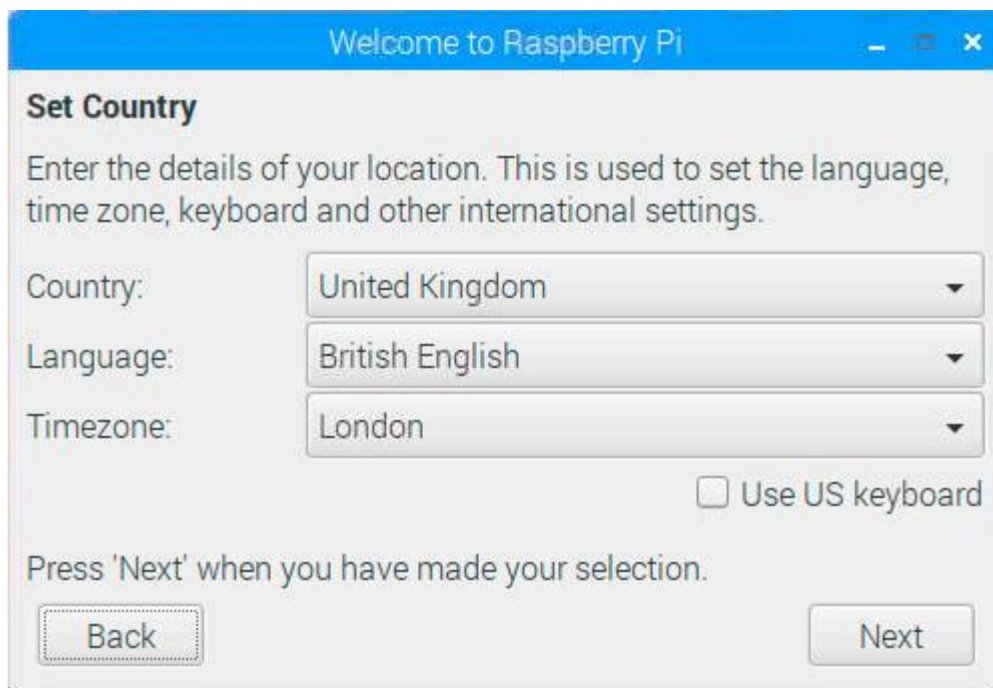 Welcome to Raspberry Pi
Set Country
Enter the details of your location. This is used to set the language,
time zone, keyboard and other international settings.
Country: United Kingdom
Language: British English
Timezone: London
Use US keyboard
Press 'Next' when you have made your selection.
Back Next